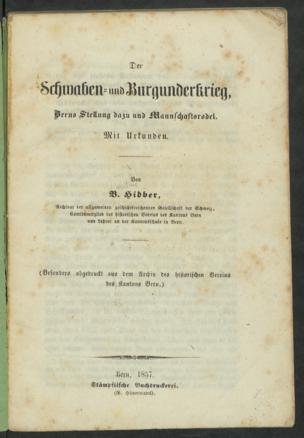 Der
Schwaben- und Burgunderkrieg,
Berns Stellung dazu und Mannschaftsrodel.
Mit Urkunden.
Von
B. Hidber,
Archivar der allgemeinen geschichtsforschenden Gesellschaft der Schweiz,
Comitémitglied des historischen Vereins des Kantons Bern
und Lehrer an der Kantonsschule in Bern.
(Besonders abgedruckt aus dem Archiv des historischen Vereins
des Kantons Bern.)
Bern, 1857.
Stämpflische Buchdruckerei.
(G. Hünerwadel).